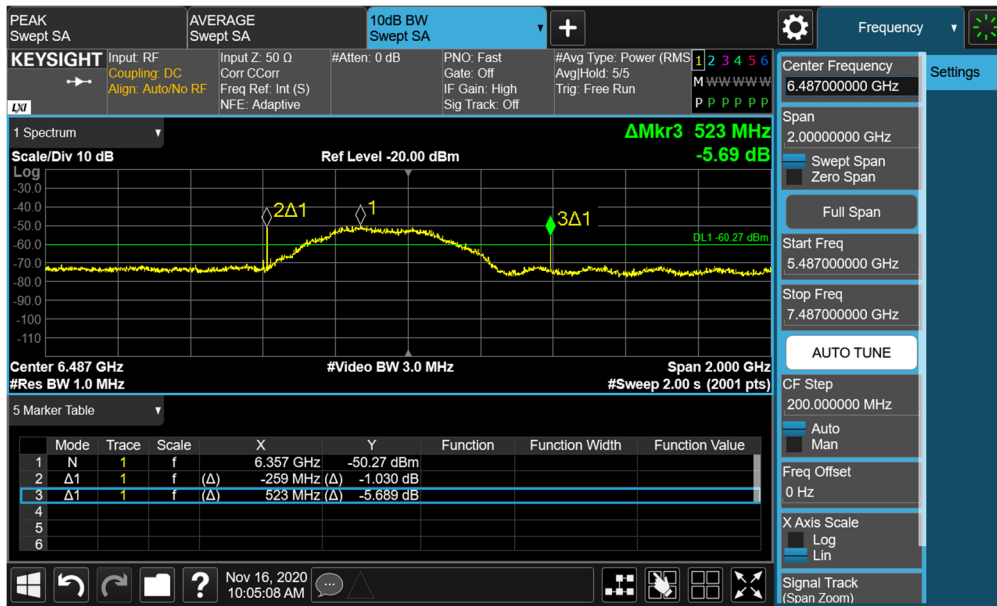 PEAK
Swept SA
AVERAGE
Swept SA
10dB BW
Swept SA
▼
+
Frequency
▼
KEYSIGHT
LXI
Input: RF
Coupling: DC
Align: Auto/No RF
Input Z: 50 Ω
Corr CCorr
Freq Ref: Int (S)
NFE: Adaptive
#Atten: 0 dB
PNO: Fast
Gate: Off
IF Gain: High
Sig Track: Off
#Avg Type: Power (RMS
Avg|Hold: 5/5
Trig: Free Run
1 2 3 4 5 6
M W W W W W
P P P P P P
1 Spectrum ▼
ΔMkr3 523 MHz
-5.69 dB
Scale/Div 10 dB
Ref Level -20.00 dBm
Log
-30.0
-40.0
-50.0
-60.0
-70.0
-80.0
-90.0
-100
-110
2Δ1
1
3Δ1
DL1 -60.27 dBm
Center 6.487 GHz
#Video BW 3.0 MHz
Span 2.000 GHz
#Res BW 1.0 MHz
#Sweep 2.00 s (2001 pts)
5 Marker Table ▼
Mode Trace Scale X Y Function Function Width Function Value
1 N 1 f 6.357 GHz -50.27 dBm
2 Δ1 1 f (Δ) -259 MHz (Δ) -1.030 dB
3 Δ1 1 f (Δ) 523 MHz (Δ) -5.689 dB
4
5
6
?
Nov 16, 2020
10:05:08 AM
Center Frequency
6.487000000 GHz
Settings
Span
2.00000000 GHz
Swept Span
Zero Span
Full Span
Start Freq
5.487000000 GHz
Stop Freq
7.487000000 GHz
AUTO TUNE
CF Step
200.000000 MHz
Auto
Man
Freq Offset
0 Hz
X Axis Scale
Log
Lin
Signal Track
(Span Zoom)